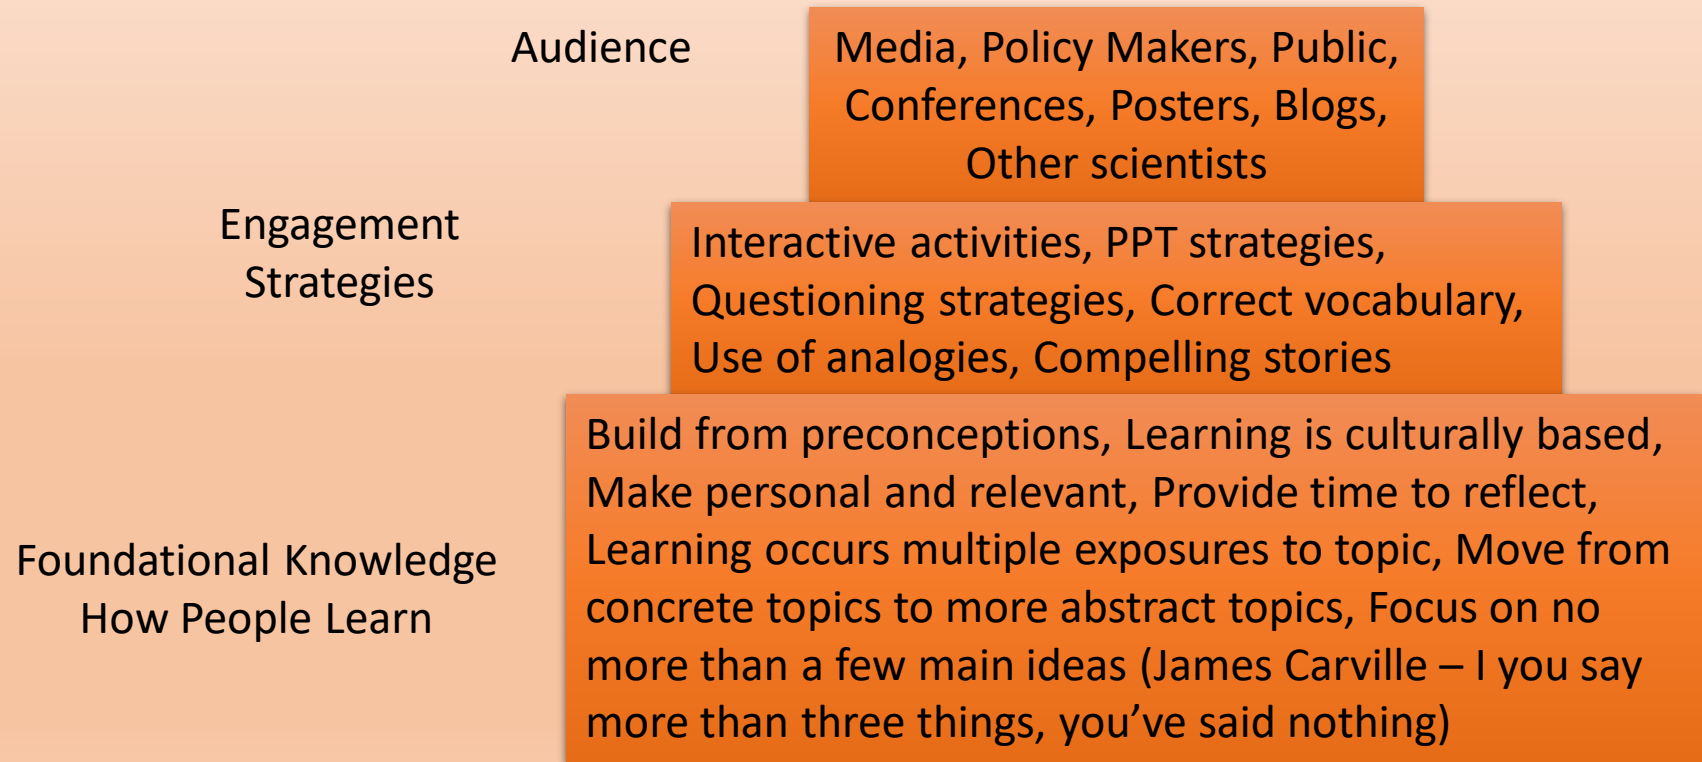 Audience
Media, Policy Makers, Public,
Conferences, Posters, Blogs,
Other scientists
Engagement
Strategies
Interactive activities, PPT strategies,
Questioning strategies, Correct vocabulary,
Use of analogies, Compelling stories
Foundational Knowledge
How People Learn
Build from preconceptions, Learning is culturally based,
Make personal and relevant, Provide time to reflect,
Learning occurs multiple exposures to topic, Move from
concrete topics to more abstract topics, Focus on no
more than a few main ideas (James Carville – I you say
more than three things, you’ve said nothing)